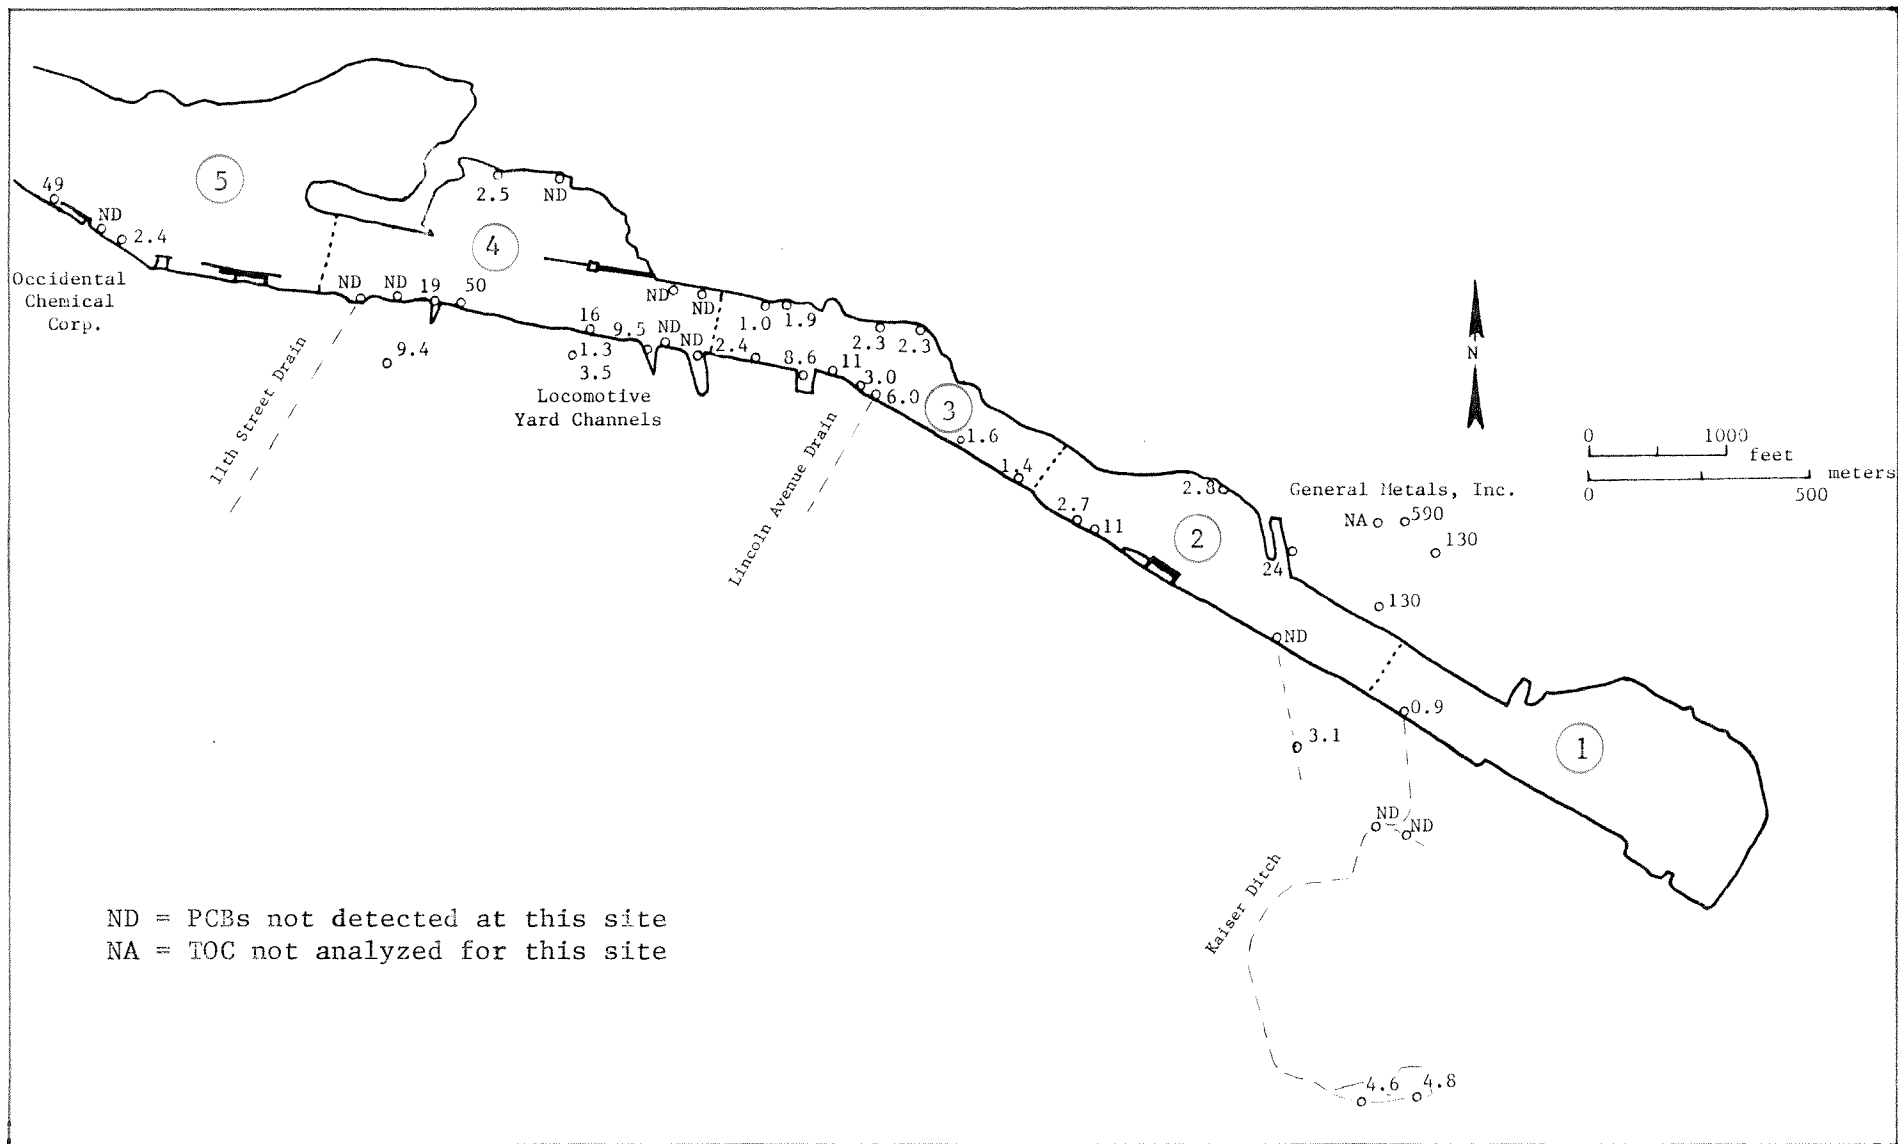 5
49
ND
2.4
Occidental
Chemical
Corp.
2.5
ND
4
ND
ND
19
50
11th Street Drain
9.4
16
1.3
3.5
9.5
ND
ND
Locomotive
Yard Channels
ND
ND
1.0
1.9
2.4
8.6
11
3.0
6.0
2.3
2.3
3
1.6
1.4
Lincoln Avenue Drain
2.7
11
2.8
2
24
N
0 1000
feet
meters
0 500
General Metals, Inc.
NA
590
130
130
ND
3.1
0.9
1
ND
ND
Kaiser Ditch
4.6
4.8
ND = PCBs not detected at this site
NA = TOC not analyzed for this site